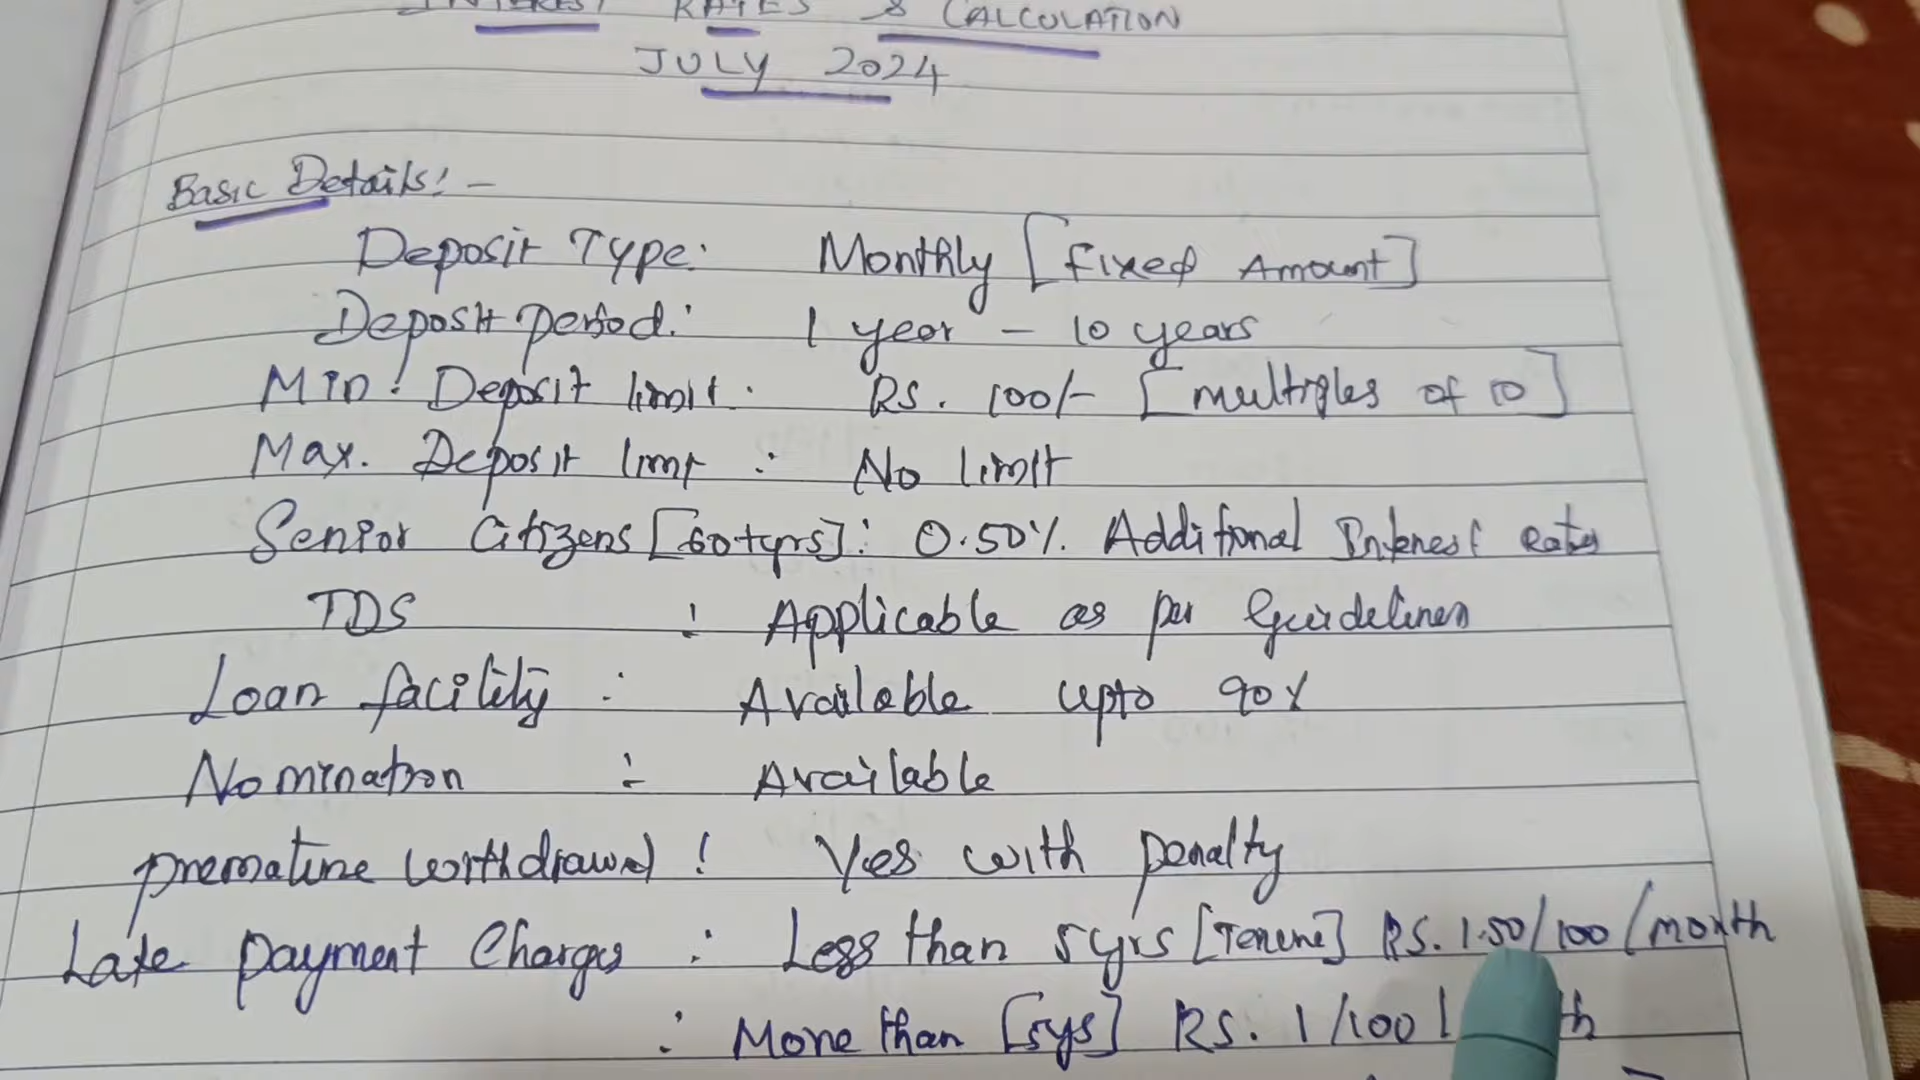 INTEREST RATES & CALCULATION
JULY 2024
Basic Details:-
Deposit Type: Monthly [Fixed Amount]
Deposit period: 1 year - 10 years
Min. Deposit limit: RS. 100/- [multiples of 10]
Max. Deposit limit: No limit
Senior Citizens [60+yrs]: 0.50% Additional Interest Rates
TDS : Applicable as per Guidelines
Loan facility : Available upto 90%
Nomination : Available
premature withdrawal : Yes with penalty
Late payment Charges : Less than 5yrs [Tenure] RS. 1.50/100/month
: More than [5ys] RS. 1/100/